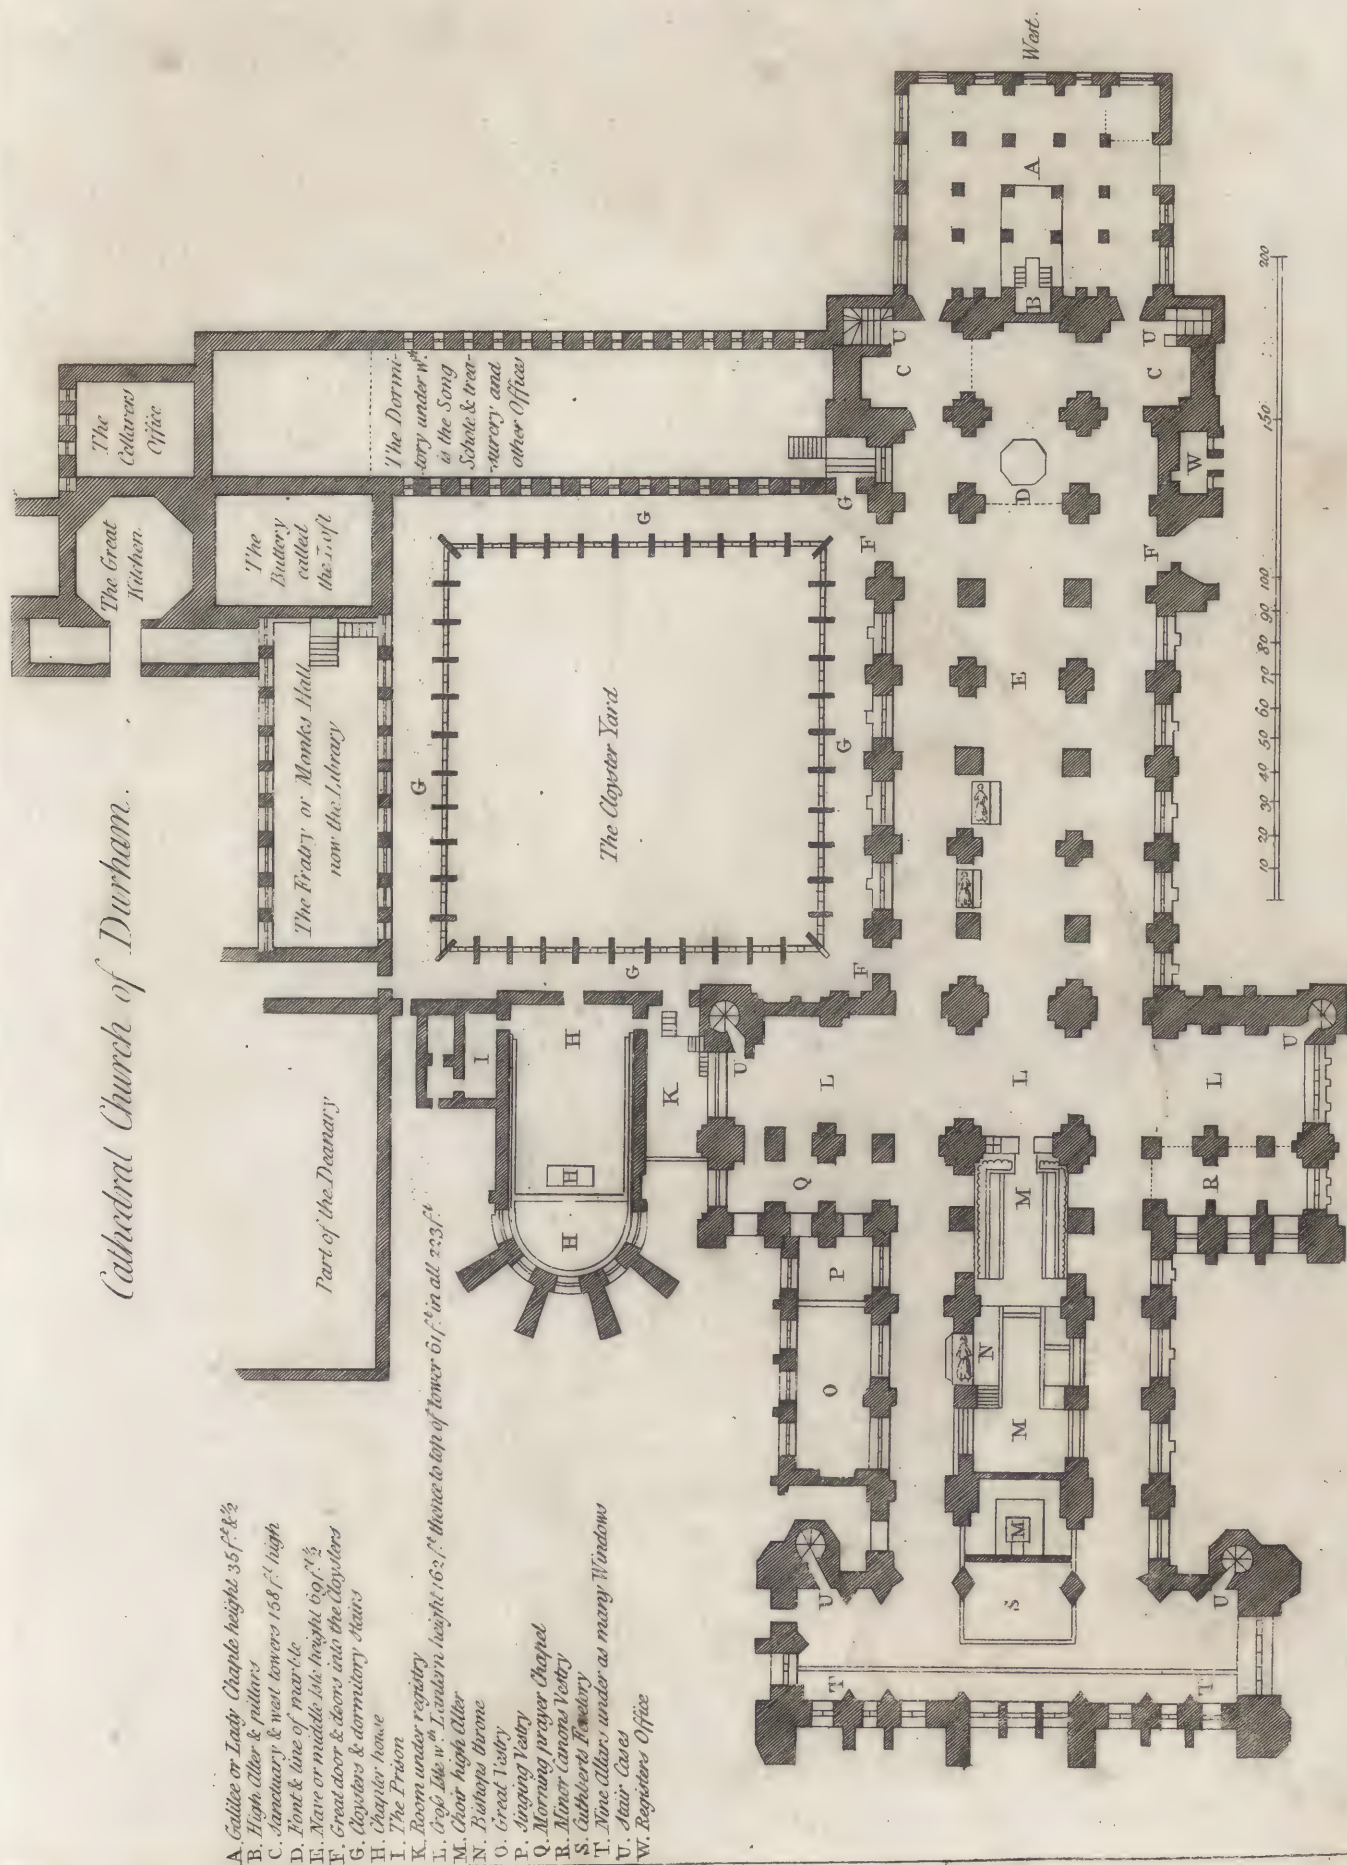 Cathedral Church of Durham.
West.
The
Cellarers
Office
The Great
Kitchen.
The
Buttery
called
the Loft
The Dormi-
tory under wth
is the Song
Schole & trea-
surory and
other Offices
The Fratry or Monks Hall
now the Library
The Cloyster Yard
Part of the Deanary
A
B
C
C
U
U
D
W
G
G
G
G
G
F
F
F
E
H
H
H
I
K
L
L
L
U
U
Q
R
M
M
M
P
O
N
S
U
U
T
T
10 20 30 40 50 60 70 80 90 100 150 200
A. Galilee or Lady Chaple height 35 f.t & ½
B. High Alter & pillars
C. Sanctuary & west towers 158 f.t high
D. Font & line of marble
E. Nave or middle Isle height 69 f.t ½
F. Great door & doors into the Cloysters
G. Cloysters & dormitory stairs
H. Chapter house
I. The Prison
K. Room under registry
L. Cross Isle wth Lantern height 162 f.t thence to top of tower 61 f.t in all 223 f.t
M. Choir high Alter
N. Bishops throne
O. Great Vestry
P. Singing Vestry
Q. Morning prayer Chapel
R. Minor Canons Vestry
S. Cuthberts Feretory
T. Nine Altars under as many Windows
U. Stair Cases
W. Registers Office